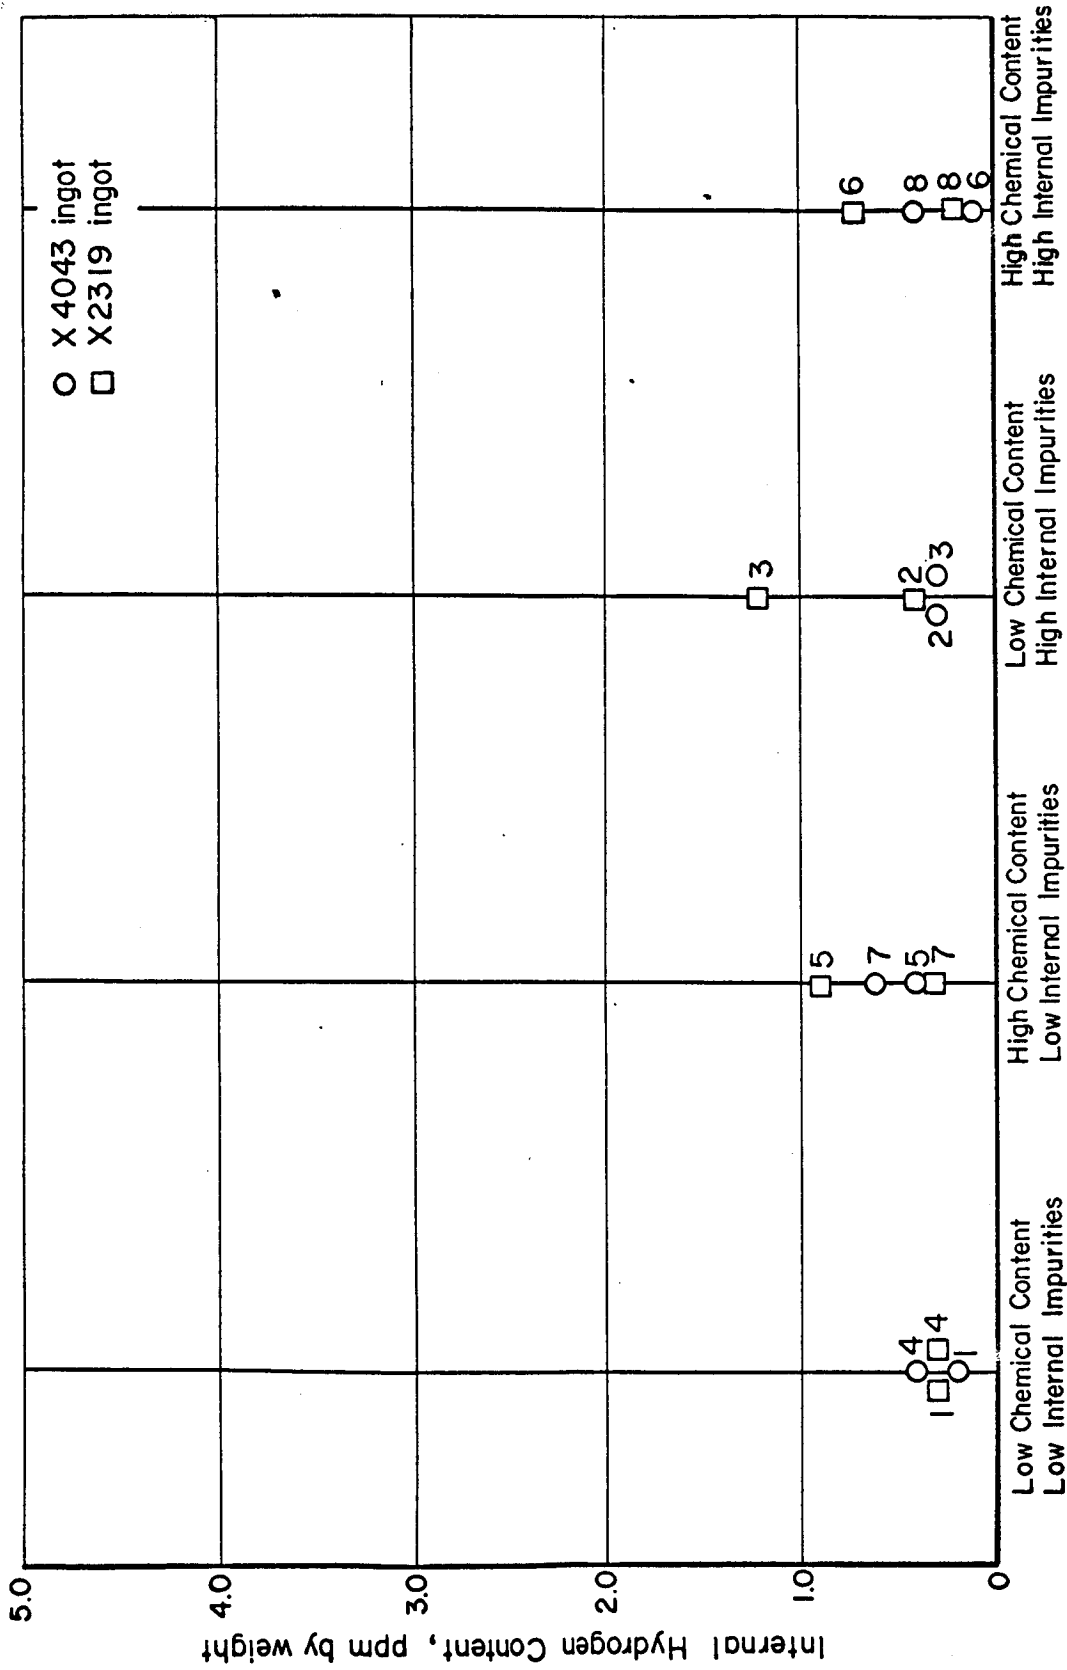 O X4043 ingot
□ X2319 ingot
5.0
4.0
3.0
2.0
1.0
0
Internal Hydrogen Content, ppm by weight
1
4
4
1
5
7
5
7
3
2
2
3
6
8
8
6
Low Chemical Content
Low Internal Impurities
High Chemical Content
Low Internal Impurities
Low Chemical Content
High Internal Impurities
High Chemical Content
High Internal Impurities